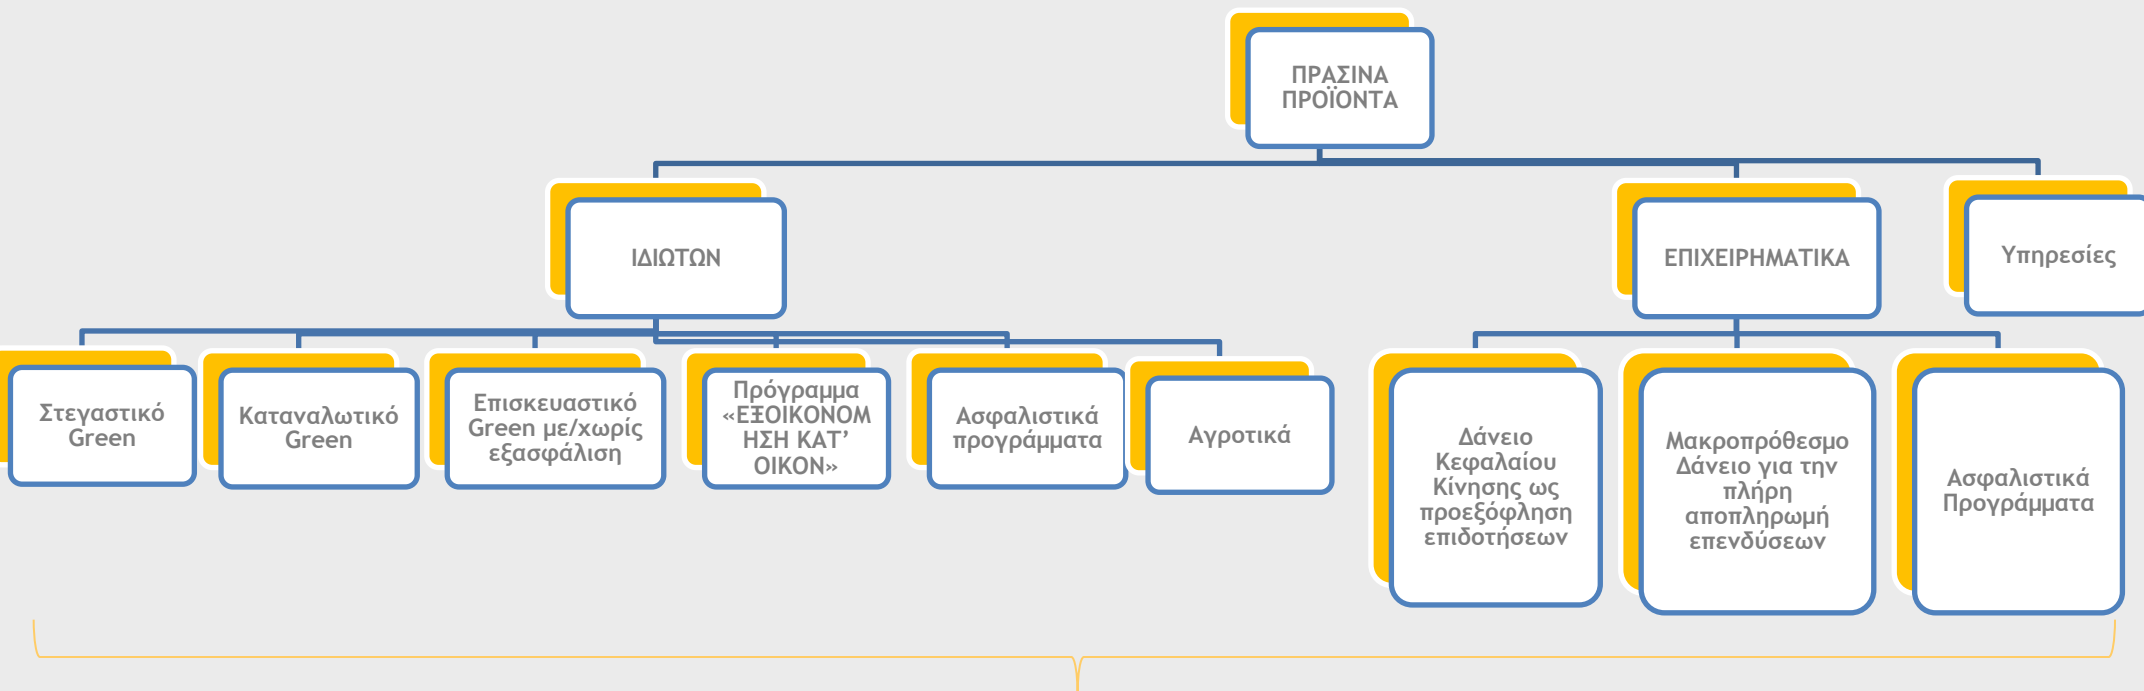 ΠΡΑΣΙΝΑ
ΠΡΟΪΟΝΤΑ
ΙΔΙΩΤΩΝ
ΕΠΙΧΕΙΡΗΜΑΤΙΚΑ
Υπηρεσίες
Στεγαστικό
Green
Καταναλωτικό
Green
Επισκευαστικό
Green με/χωρίς
εξασφάλιση
Πρόγραμμα
«ΕΞΟΙΚΟΝΟΜ
ΗΣΗ ΚΑΤ’
ΟΙΚΟΝ»
Ασφαλιστικά
προγράμματα
Αγροτικά
Δάνειο
Κεφαλαίου
Κίνησης ως
προεξόφληση
επιδοτήσεων
Μακροπρόθεσμο
Δάνειο για την
πλήρη
αποπληρωμή
επενδύσεων
Ασφαλιστικά
Προγράμματα